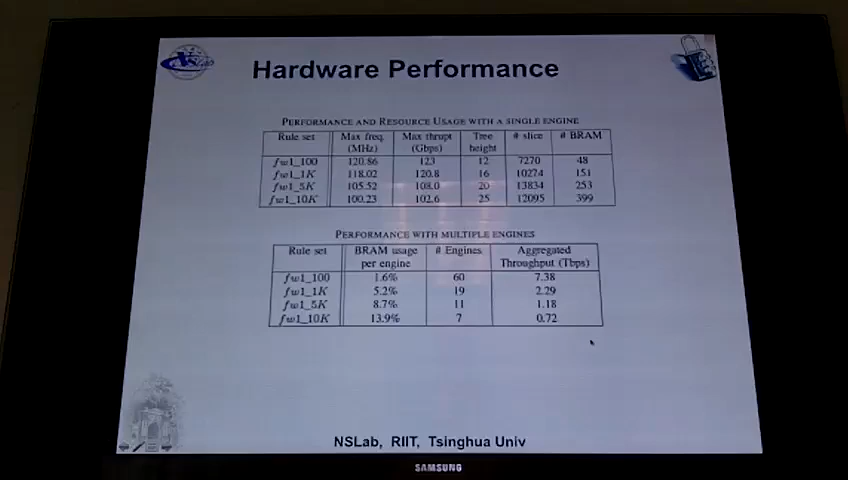 NSLab
Hardware Performance
PERFORMANCE AND RESOURCE USAGE WITH A SINGLE ENGINE
Rule set Max freq. (MHz) Max thrupt (Gbps) Tree height # slice # BRAM
fw1_100 120.86 123 12 7270 48
fw1_1K 118.02 120.8 16 10274 151
fw1_5K 105.52 108.0 20 13834 253
fw1_10K 100.23 102.6 25 12095 399
PERFORMANCE WITH MULTIPLE ENGINES
Rule set BRAM usage per engine # Engines Aggregated Throughput (Tbps)
fw1_100 1.6% 60 7.38
fw1_1K 5.2% 19 2.29
fw1_5K 8.7% 11 1.18
fw1_10K 13.9% 7 0.72
NSLab, RIIT, Tsinghua Univ
SAMSUNG